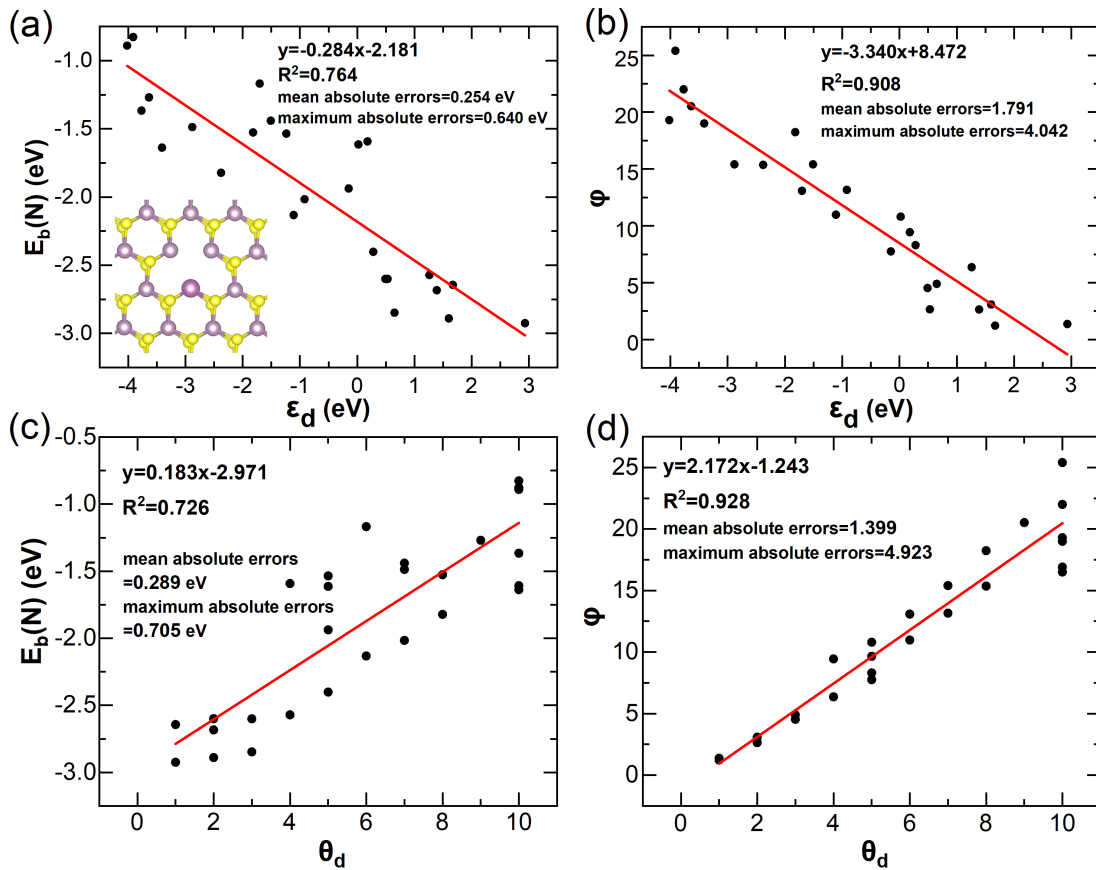 (a)
y=-0.284x-2.181
R²=0.764
mean absolute errors=0.254 eV
maximum absolute errors=0.640 eV
E_b(N) (eV)
-1.0
-1.5
-2.0
-2.5
-3.0
-4 -3 -2 -1 0 1 2 3
ε_d (eV)
(b)
y=-3.340x+8.472
R²=0.908
mean absolute errors=1.791
maximum absolute errors=4.042
φ
25
20
15
10
5
0
-4 -3 -2 -1 0 1 2 3
ε_d (eV)
(c)
y=0.183x-2.971
R²=0.726
mean absolute errors
=0.289 eV
maximum absolute errors
=0.705 eV
E_b(N) (eV)
-0.5
-1.0
-1.5
-2.0
-2.5
-3.0
0 2 4 6 8 10
θ_d
(d)
y=2.172x-1.243
R²=0.928
mean absolute errors=1.399
maximum absolute errors=4.923
φ
25
20
15
10
5
0
0 2 4 6 8 10
θ_d